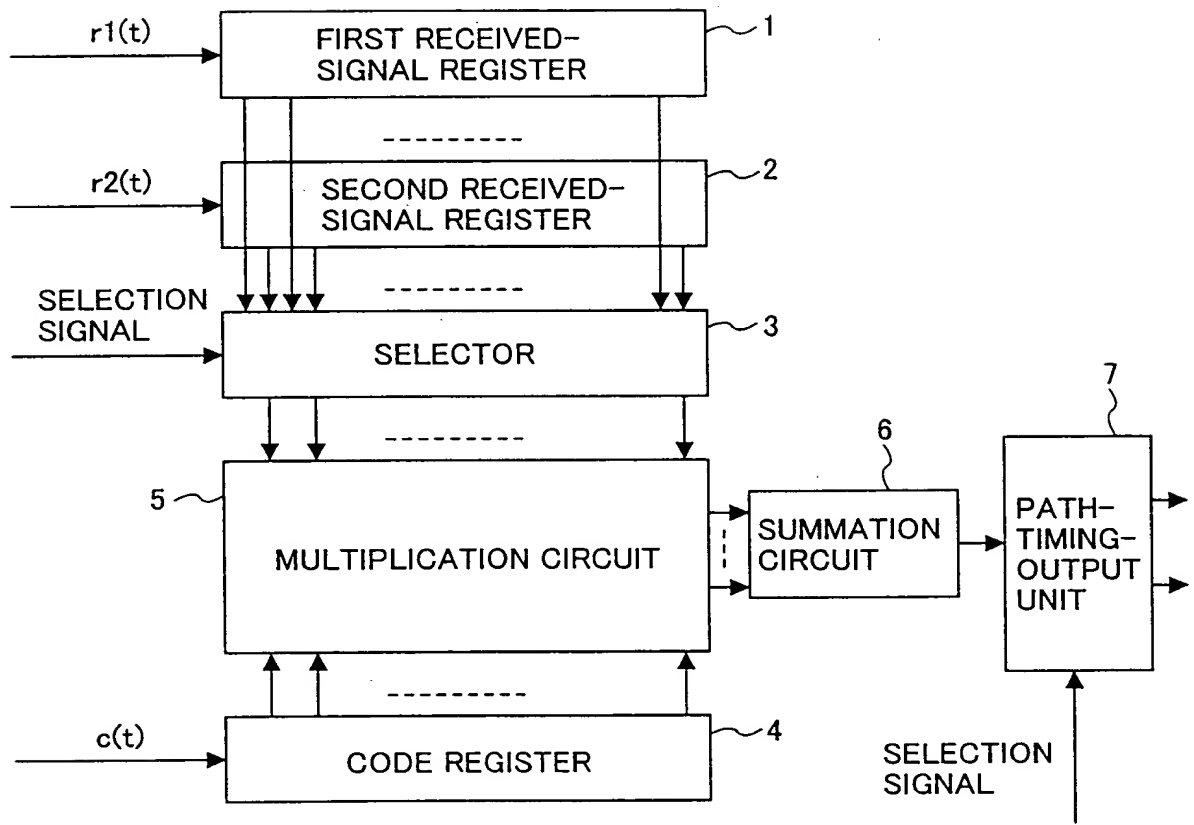 r1(t)
FIRST RECEIVED-
SIGNAL REGISTER
1
r2(t)
SECOND RECEIVED-
SIGNAL REGISTER
2
SELECTION
SIGNAL
SELECTOR
3
5
MULTIPLICATION CIRCUIT
6
SUMMATION
CIRCUIT
7
PATH-
TIMING-
OUTPUT
UNIT
c(t)
CODE REGISTER
4
SELECTION
SIGNAL